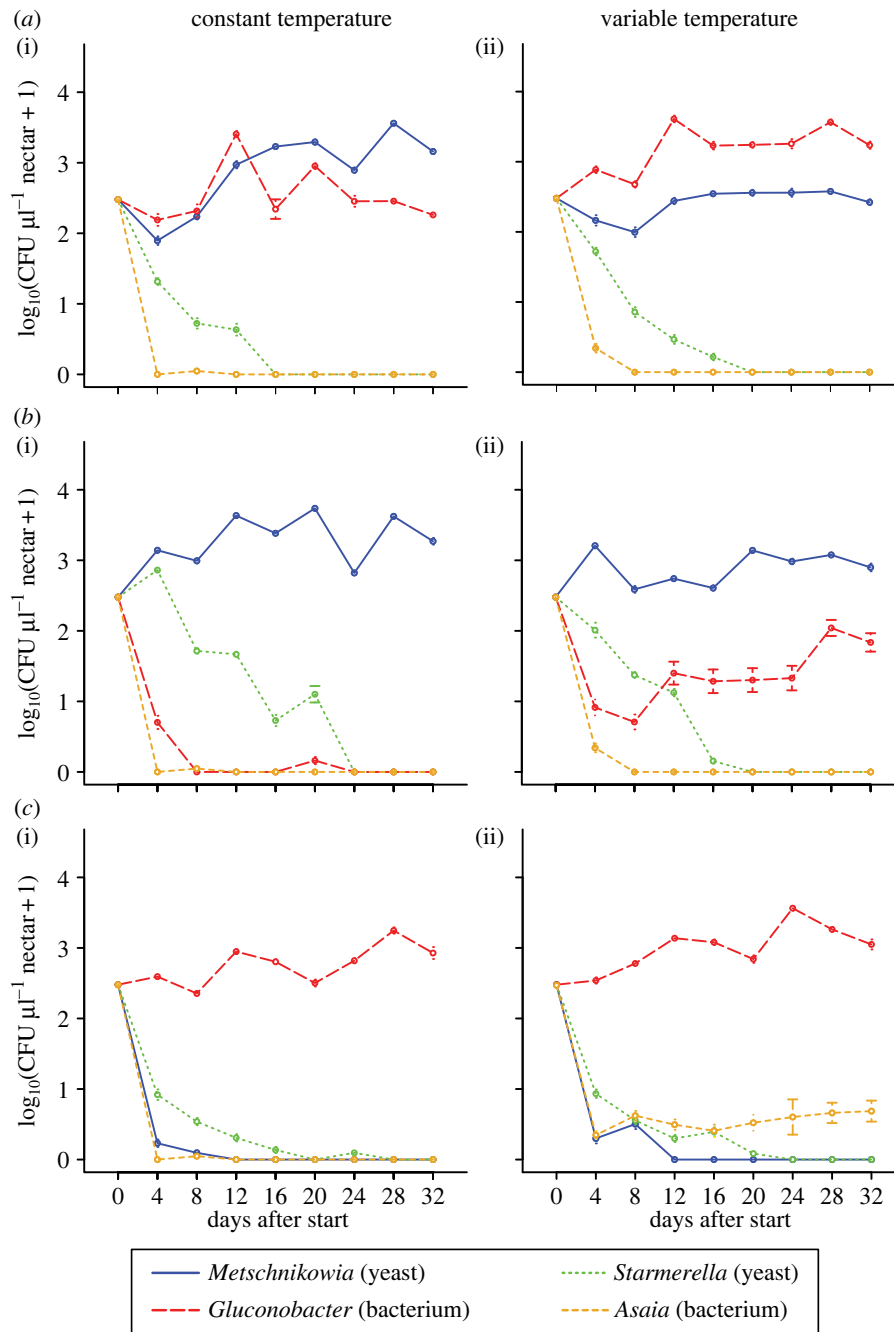 (a) constant temperature variable temperature
(i) (ii)
log₁₀(CFU µl⁻¹ nectar + 1)
4
3
2
1
0
(b)
(i) (ii)
log₁₀(CFU µl⁻¹ nectar + 1)
4
3
2
1
0
(c)
(i) (ii)
log₁₀(CFU µl⁻¹ nectar + 1)
4
3
2
1
0
0 4 8 12 16 20 24 28 32 0 4 8 12 16 20 24 28 32
days after start days after start
Metschnikowia (yeast) Starmerella (yeast)
Gluconobacter (bacterium) Asaia (bacterium)